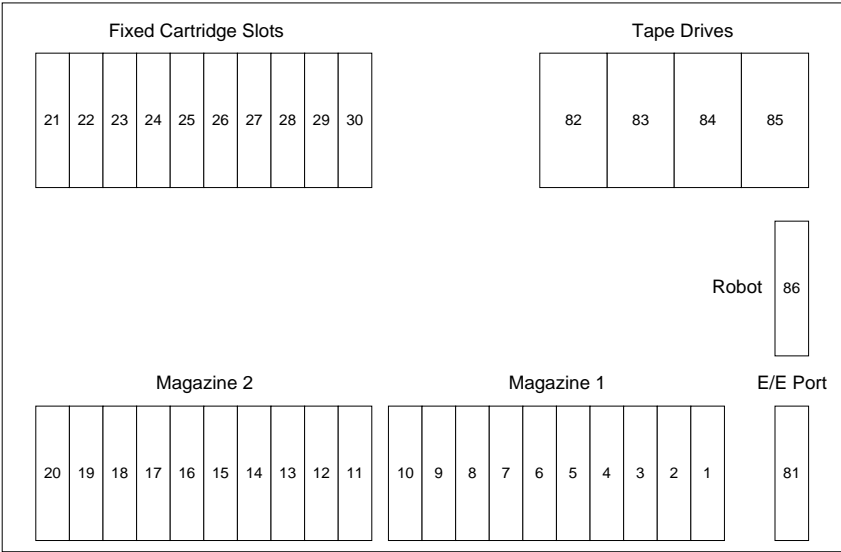 Fixed Cartridge Slots Tape Drives
21 22 23 24 25 26 27 28 29 30 82 83 84 85
Robot 86
Magazine 2 Magazine 1 E/E Port
20 19 18 17 16 15 14 13 12 11 10 9 8 7 6 5 4 3 2 1 81